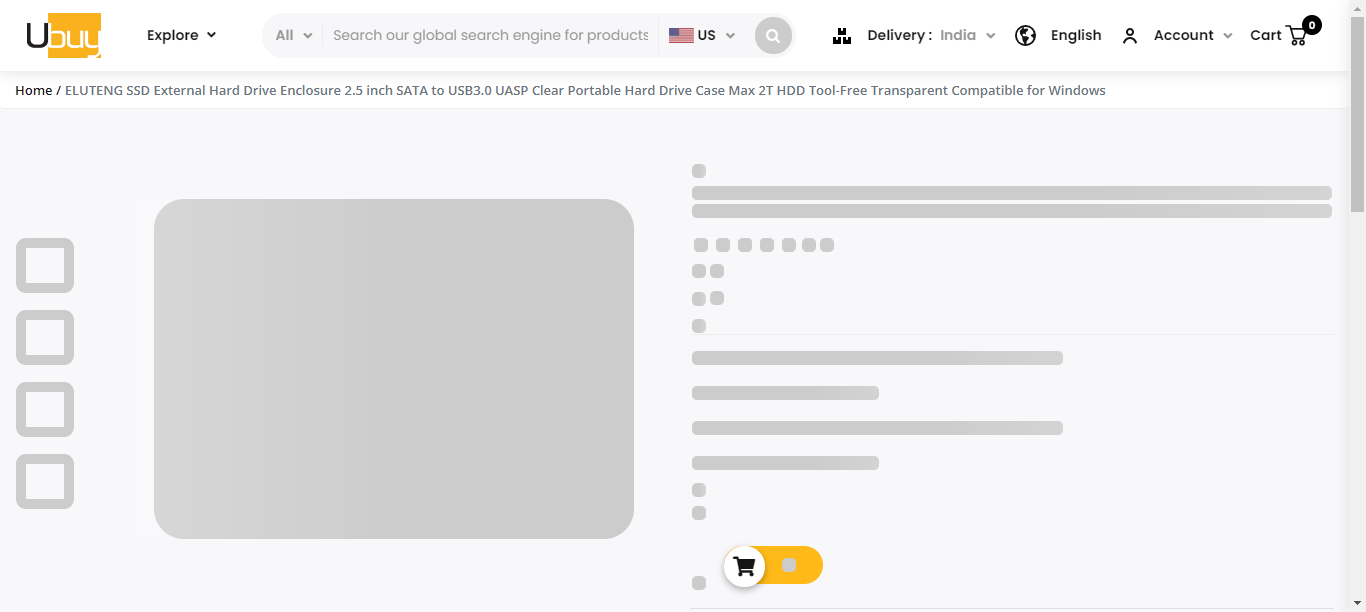 Ubuy Explore All Search our global search engine for products US Delivery : India English Account Cart 0
Home / ELUTENG SSD External Hard Drive Enclosure 2.5 inch SATA to USB3.0 UASP Clear Portable Hard Drive Case Max 2T HDD Tool-Free Transparent Compatible for Windows